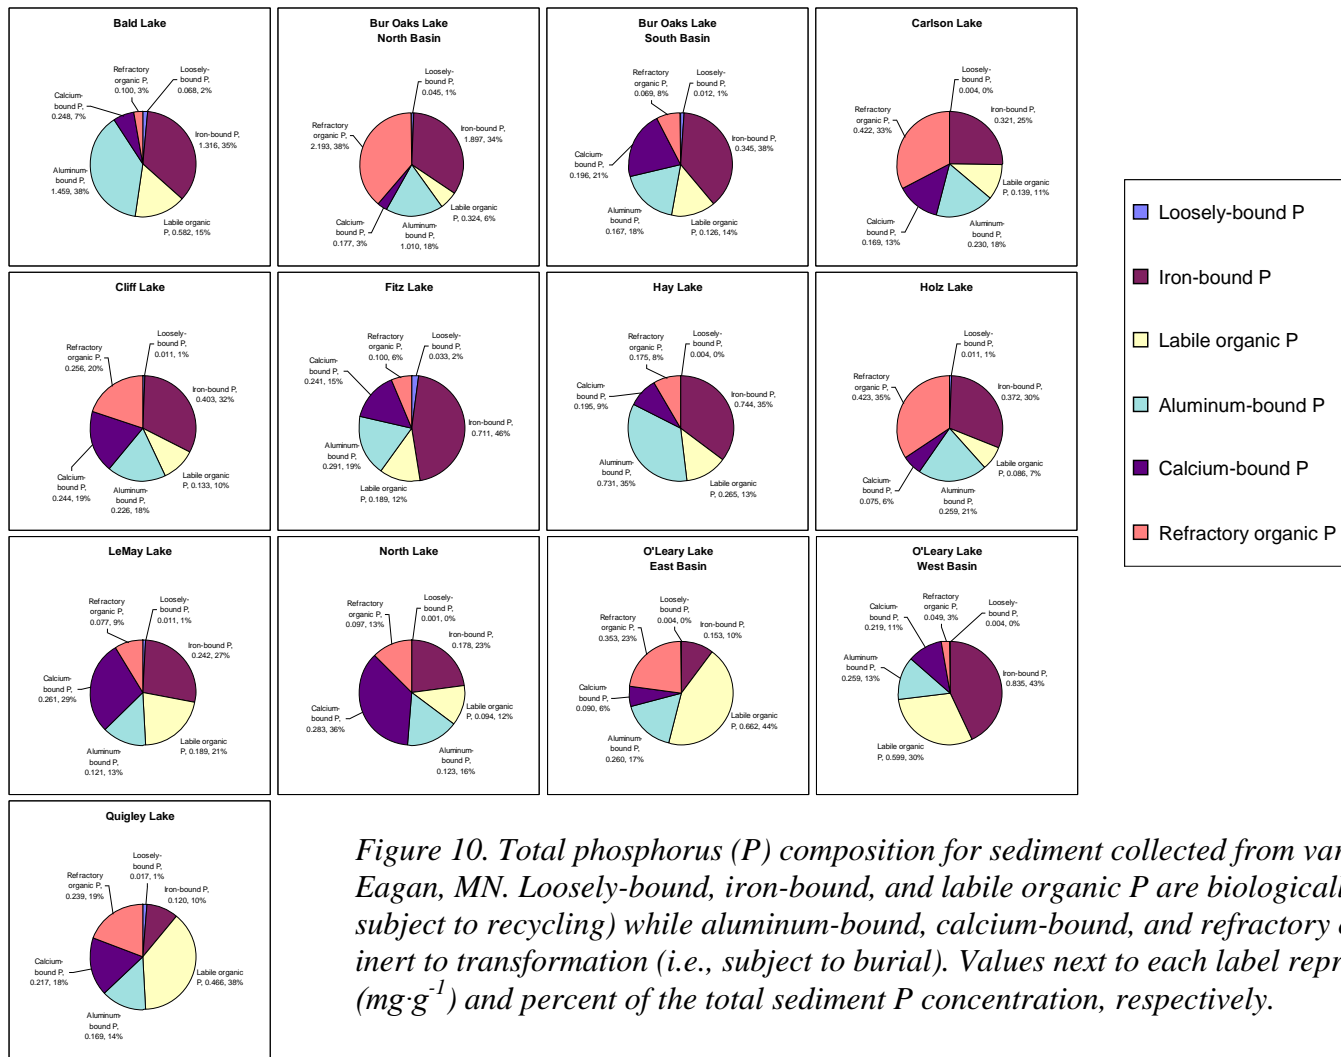 Bald Lake
Refractory
organic P,
0.100, 3%
Loosely-
bound P,
0.068, 2%
Calcium-
bound P,
0.248, 7%
Iron-bound P,
1.316, 35%
Aluminum-
bound P,
1.459, 38%
Labile organic
P, 0.582, 15%
Bur Oaks Lake
North Basin
Loosely-
bound P,
0.045, 1%
Refractory
organic P,
2.193, 38%
Iron-bound P,
1.897, 34%
Labile organic
P, 0.324, 6%
Calcium-
bound P,
0.177, 3%
Aluminum-
bound P,
1.010, 18%
Bur Oaks Lake
South Basin
Refractory
organic P,
0.069, 8%
Loosely-
bound P,
0.012, 1%
Iron-bound P,
0.345, 38%
Calcium-
bound P,
0.196, 21%
Aluminum-
bound P,
0.167, 18%
Labile organic
P, 0.126, 14%
Carlson Lake
Loosely-
bound P,
0.004, 0%
Iron-bound P,
0.321, 25%
Refractory
organic P,
0.422, 33%
Labile organic
P, 0.139, 11%
Calcium-
bound P,
0.169, 13%
Aluminum-
bound P,
0.230, 18%
Cliff Lake
Loosely-
bound P,
0.011, 1%
Refractory
organic P,
0.256, 20%
Iron-bound P,
0.403, 32%
Calcium-
bound P,
0.244, 19%
Labile organic
P, 0.133, 10%
Aluminum-
bound P,
0.226, 18%
Fitz Lake
Refractory
organic P,
0.100, 6%
Loosely-
bound P,
0.033, 2%
Calcium-
bound P,
0.241, 15%
Iron-bound P,
0.711, 46%
Aluminum-
bound P,
0.291, 19%
Labile organic
P, 0.189, 12%
Hay Lake
Refractory
organic P,
0.175, 8%
Loosely-
bound P,
0.004, 0%
Calcium-
bound P,
0.195, 9%
Iron-bound P,
0.744, 35%
Aluminum-
bound P,
0.731, 35%
Labile organic
P, 0.265, 13%
Holz Lake
Loosely-
bound P,
0.011, 1%
Refractory
organic P,
0.423, 35%
Iron-bound P,
0.372, 30%
Labile organic
P, 0.086, 7%
Calcium-
bound P,
0.075, 6%
Aluminum-
bound P,
0.259, 21%
LeMay Lake
Refractory
organic P,
0.077, 9%
Loosely-
bound P,
0.011, 1%
Iron-bound P,
0.242, 27%
Calcium-
bound P,
0.261, 29%
Labile organic
P, 0.189, 21%
Aluminum-
bound P,
0.121, 13%
North Lake
Refractory
organic P,
0.097, 13%
Loosely-
bound P,
0.001, 0%
Iron-bound P,
0.178, 23%
Labile organic
P, 0.094, 12%
Calcium-
bound P,
0.283, 36%
Aluminum-
bound P,
0.123, 16%
O'Leary Lake
East Basin
Loosely-
bound P,
0.004, 0%
Iron-bound P,
0.153, 10%
Refractory
organic P,
0.353, 23%
Calcium-
bound P,
0.090, 6%
Labile organic
P, 0.662, 44%
Aluminum-
bound P,
0.260, 17%
O'Leary Lake
West Basin
Refractory
organic P,
0.049, 3%
Loosely-
bound P,
0.004, 0%
Calcium-
bound P,
0.219, 11%
Aluminum-
bound P,
0.259, 13%
Iron-bound P,
0.835, 43%
Labile organic
P, 0.599, 30%
Quigley Lake
Loosely-
bound P,
0.017, 1%
Refractory
organic P,
0.239, 19%
Iron-bound P,
0.120, 10%
Calcium-
bound P,
0.217, 18%
Labile organic
P, 0.466, 38%
Aluminum-
bound P,
0.169, 14%
Loosely-bound P
Iron-bound P
Labile organic P
Aluminum-bound P
Calcium-bound P
Refractory organic P
Figure 10. Total phosphorus (P) composition for sediment collected from
Eagan, MN. Loosely-bound, iron-bound, and labile organic P are
subject to recycling) while aluminum-bound, calcium-bound, and refractory
inert to transformation (i.e., subject to burial). Values next to each label
(mg·g⁻¹) and percent of the total sediment P concentration, respectively.